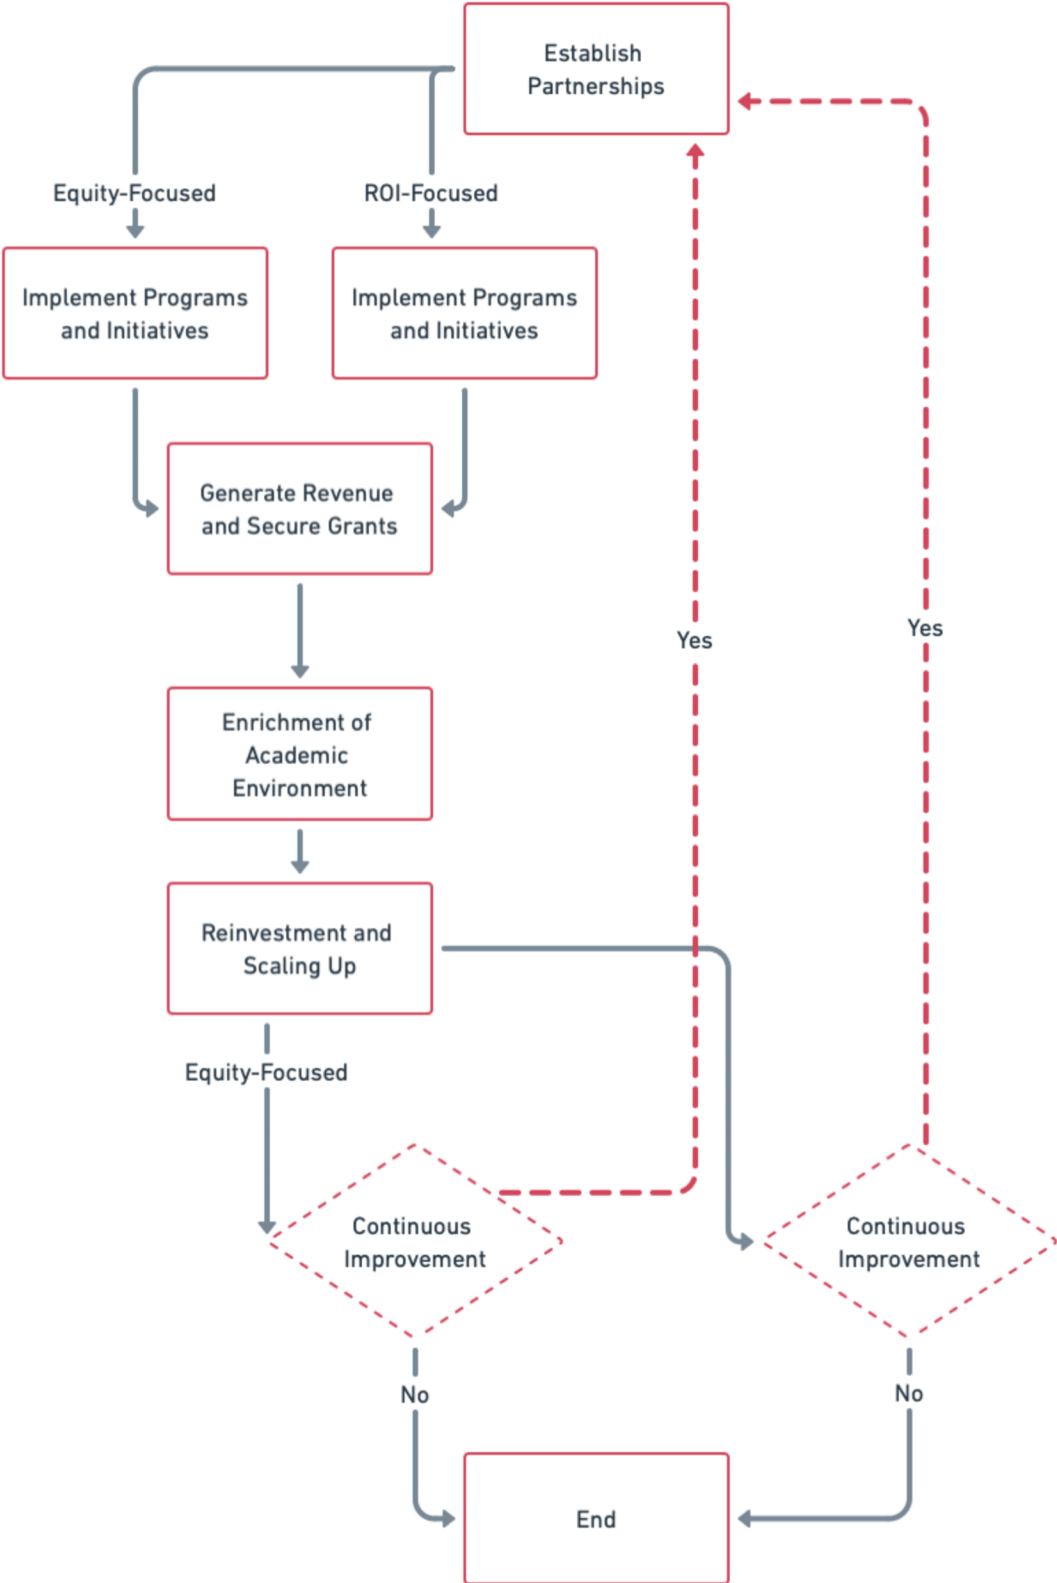 Establish
Partnerships
Equity-Focused
ROI-Focused
Implement Programs
and Initiatives
Implement Programs
and Initiatives
Generate Revenue
and Secure Grants
Yes
Yes
Enrichment of
Academic
Environment
Reinvestment and
Scaling Up
Equity-Focused
Continuous
Improvement
Continuous
Improvement
No
No
End